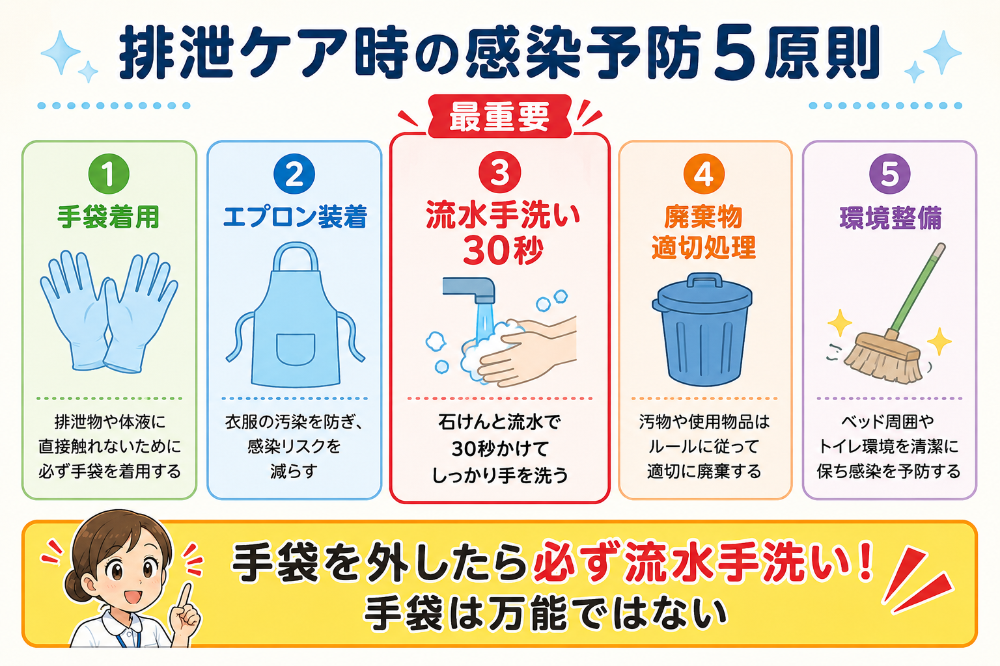 排泄ケア時の感染予防5原則
最重要
1
手袋着用
排泄物や体液に
直接触れないために
必ず手袋を着用する
2
エプロン装着
衣服の汚染を防ぎ、
感染リスクを
減らす
3
流水手洗い
30秒
石けんと流水で
30秒かけて
しっかり手を洗う
4
廃棄物
適切処理
汚物や使用物品は
ルールに従って
適切に廃棄する
5
環境整備
ベッド周囲や
トイレ環境を清潔に
保ち感染を予防する
手袋を外したら必ず流水手洗い!
手袋は万能ではない